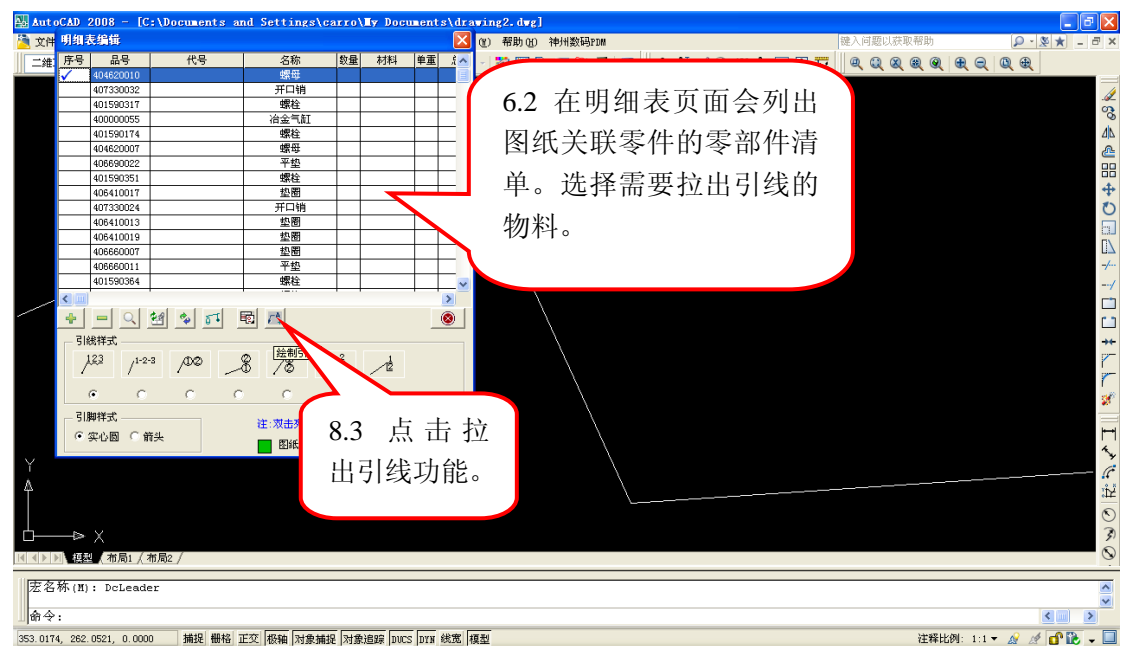 AutoCAD 2008 - [C:\Documents and Settings\carro\My Documents\drawing2.dwg]
文件
帮助(H) 神州数码PDM
键入问题以获取帮助
明细表编辑
序号 品号 代号 名称 数量 材料 单重
404620010 螺母
407330032 开口销
401590317 螺栓
400000055 冶金气缸
401590174 螺栓
404620007 螺母
406690022 平垫
401590351 螺栓
406410017 垫圈
407330024 开口销
406410013 垫圈
406410019 垫圈
406660007 垫圈
406660011 平垫
401590364 螺栓
6.2 在明细表页面会列出
图纸关联零件的零部件清
单。选择需要拉出引线的
物料。
引线样式
绘制引
123 1-2-3 ①②
引脚样式
实心圆 箭头
注:双击
图纸
8.3 点击拉
出引线功能。
Y
X
模型 布局1 布局2
宏名称(M): DcLeader
命令:
353.0174, 262.0521, 0.0000 捕捉 栅格 正交 极轴 对象捕捉 对象追踪 DUCS DYN 线宽 模型
注释比例: 1:1